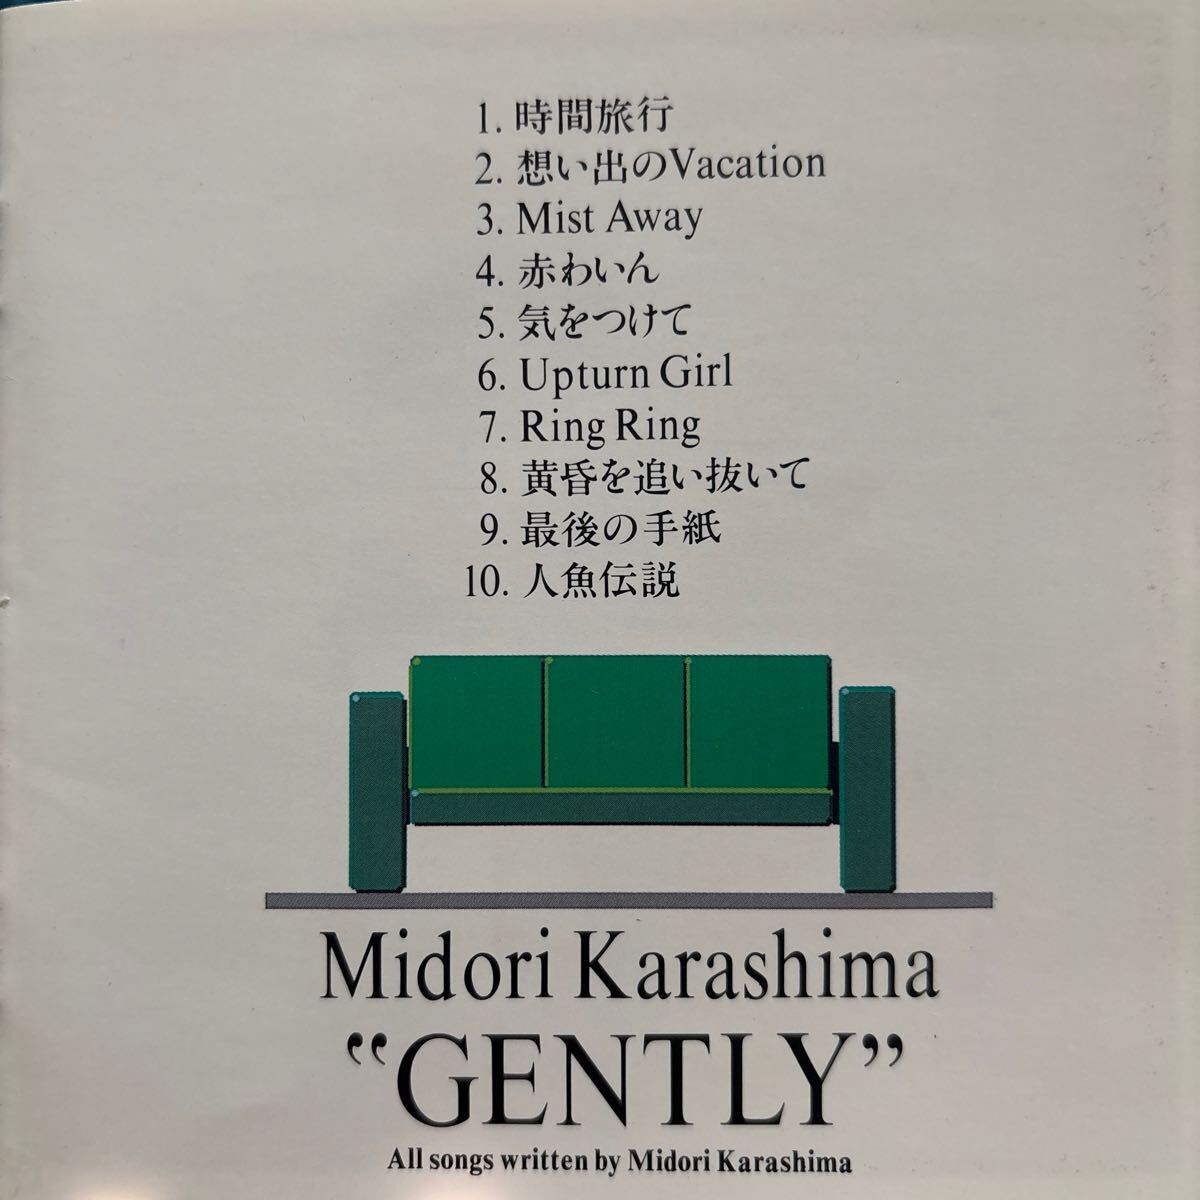 1. 時間旅行
2. 想い出のVacation
3. Mist Away
4. 赤わいん
5. 気をつけて
6. Upturn Girl
7. Ring Ring
8. 黄昏を追い抜いて
9. 最後の手紙
10. 人魚伝説
Midori Karashima
“GENTLY”
All songs written by Midori Karashima